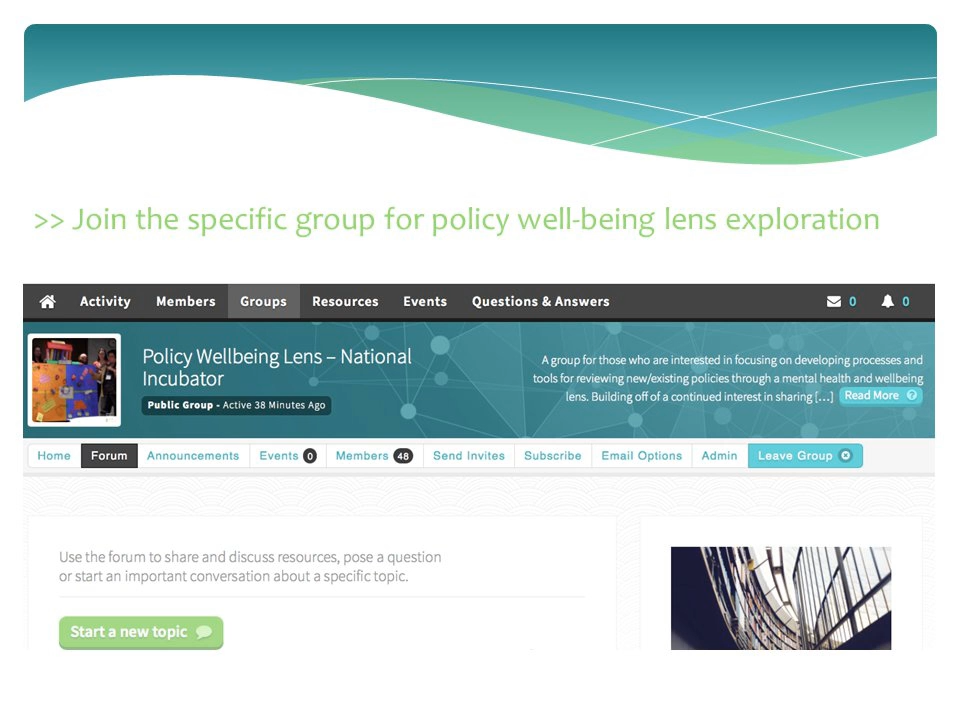 >> Join the specific group for policy well-being lens exploration
Activity Members Groups Resources Events Questions & Answers 0 0
Policy Wellbeing Lens – National
Incubator
Public Group - Active 38 Minutes Ago
A group for those who are interested in focusing on developing processes and
tools for reviewing new/existing policies through a mental health and wellbeing
lens. Building off of a continued interest in sharing [...] Read More
Home Forum Announcements Events 0 Members 48 Send Invites Subscribe Email Options Admin Leave Group
Use the forum to share and discuss resources, pose a question
or start an important conversation about a specific topic.
Start a new topic